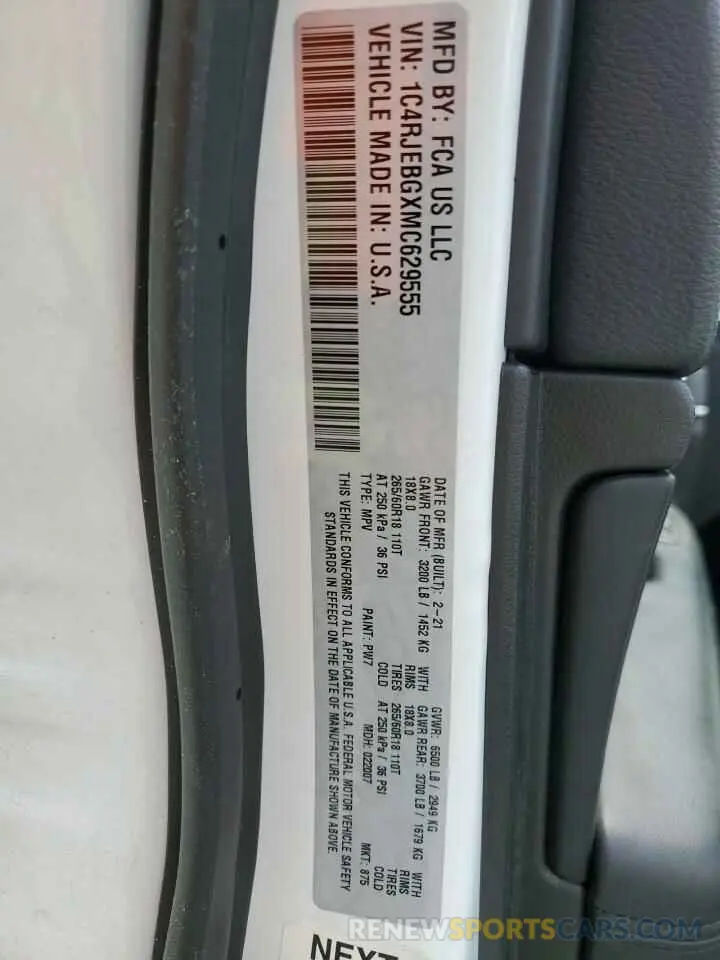 MFD BY: FCA US LLC
VIN: 1C4RJEBGXMC629555
VEHICLE MADE IN: U.S.A.
DATE OF MFR (BUILT): 2-21 GVWR: 6500 LB / 2949 KG
GAWR FRONT: 3200 LB / 1452 KG WITH GAWR REAR: 3700 LB / 1679 KG WITH
18X8.0 RIMS 18X8.0 RIMS
265/60R18 110T TIRES 265/60R18 110T TIRES
AT 250 kPa / 36 PSI COLD AT 250 kPa / 36 PSI COLD
TYPE: MPV PAINT: PW7 MDH: 022007 MKT: 875
THIS VEHICLE CONFORMS TO ALL APPLICABLE U.S.A. FEDERAL MOTOR VEHICLE SAFETY
STANDARDS IN EFFECT ON THE DATE OF MANUFACTURE SHOWN ABOVE.
NEXT
RENEWSPORTSCARS.COM